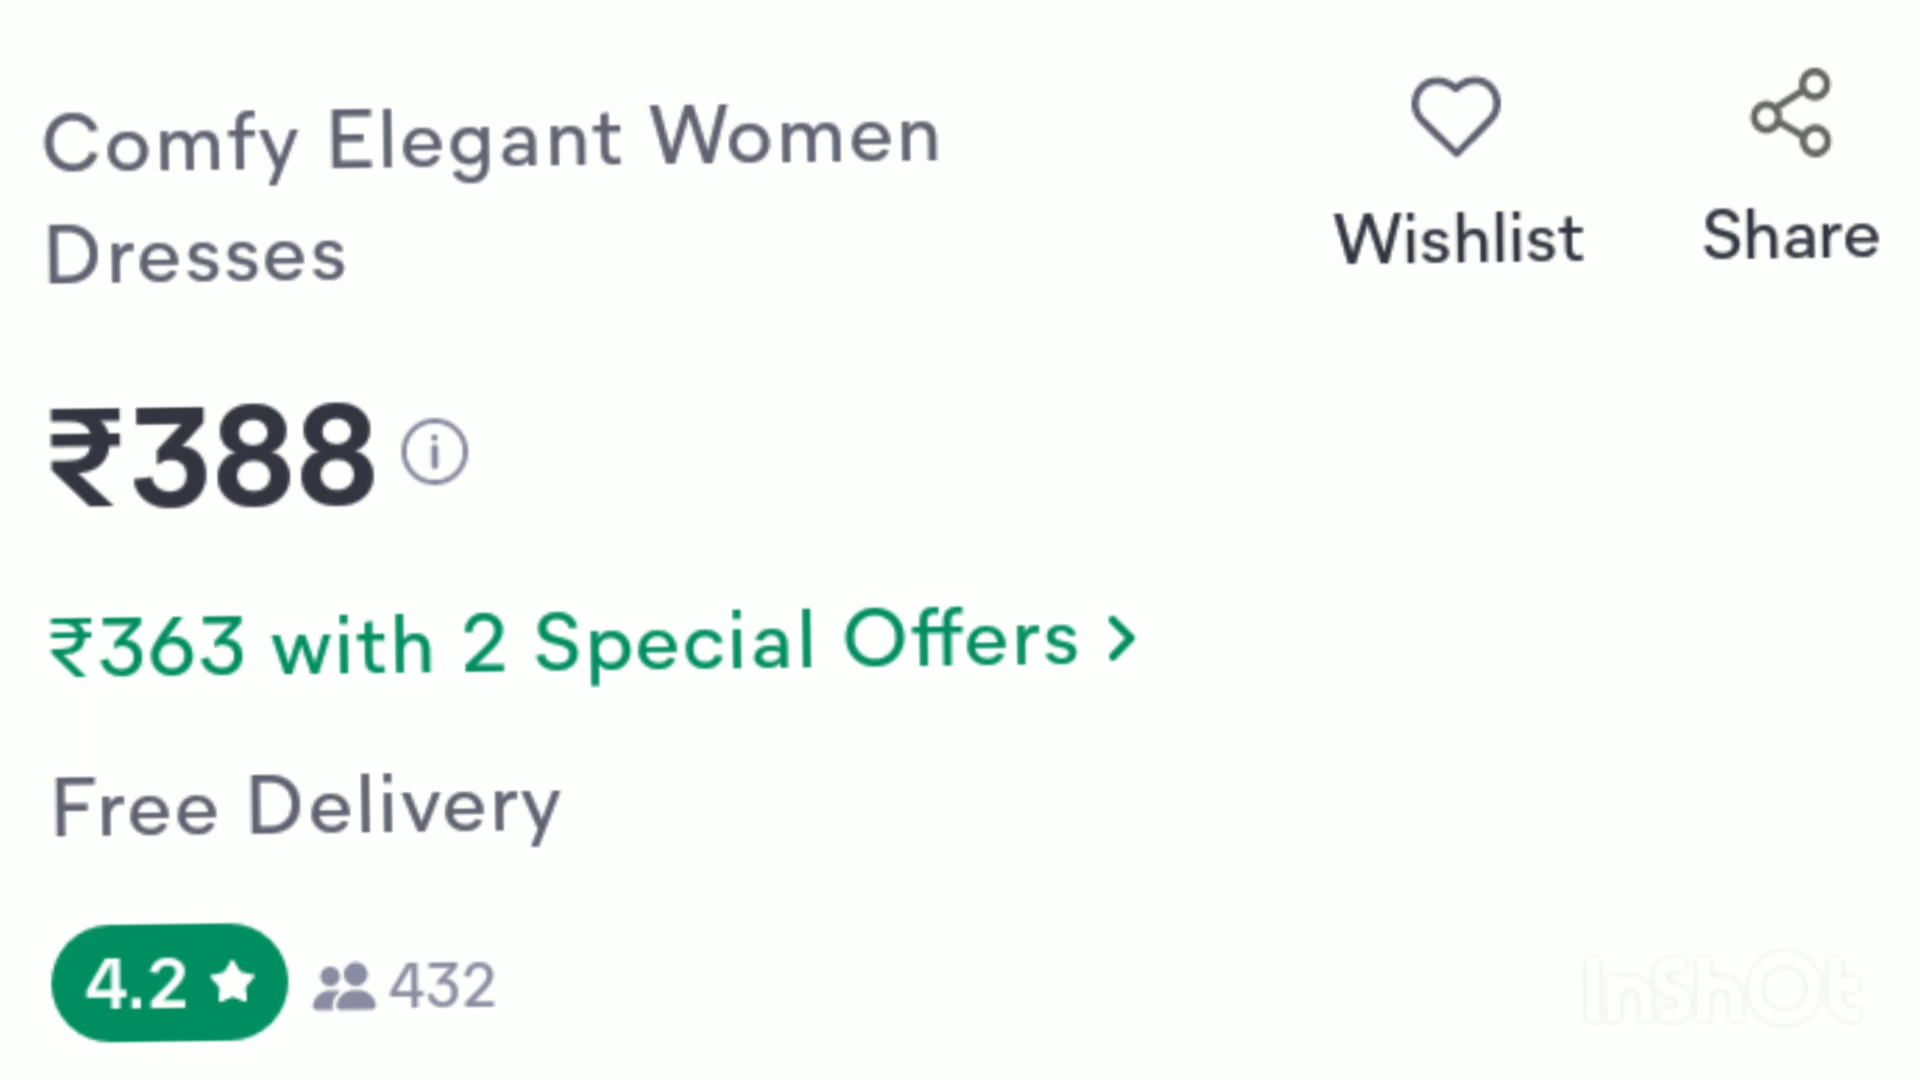 Comfy Elegant Women
Dresses
Wishlist
Share
₹388
₹363 with 2 Special Offers
Free Delivery
4.2
432
InShOt